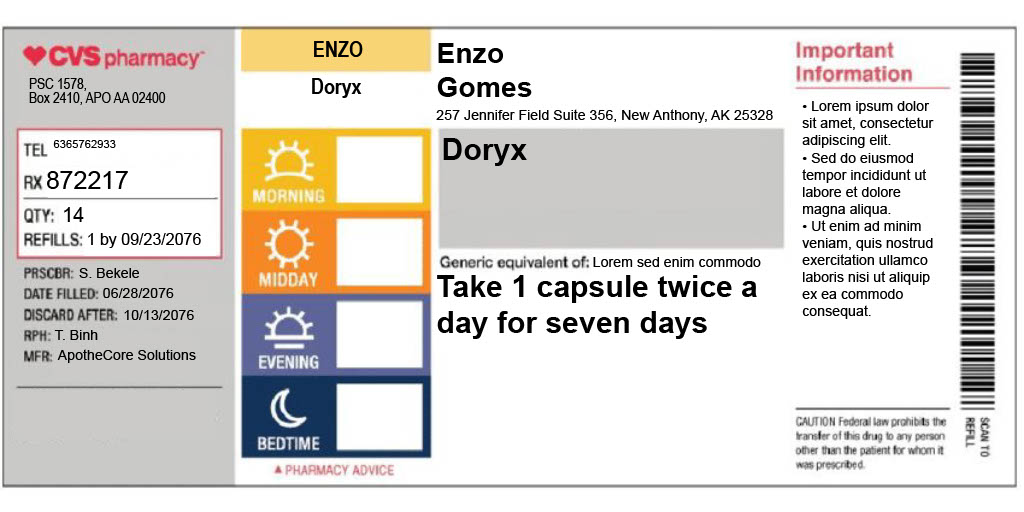 CVS pharmacy
PSC 1578,
Box 2410, APO AA 02400
TEL 6365762933
RX 872217
QTY: 14
REFILLS: 1 by 09/23/2076
PRSCBR: S. Bekele
DATE FILLED: 06/28/2076
DISCARD AFTER: 10/13/2076
RPH: T. Binh
MFR: ApotheCore Solutions
ENZO
Doryx
MORNING
MIDDAY
EVENING
BEDTIME
▲ PHARMACY ADVICE
Enzo
Gomes
257 Jennifer Field Suite 356, New Anthony, AK 25328
Doryx
Generic equivalent of: Lorem sed enim commodo
Take 1 capsule twice a
day for seven days
Important
Information
• Lorem ipsum dolor
sit amet, consectetur
adipiscing elit.
• Sed do eiusmod
tempor incididunt ut
labore et dolore
magna aliqua.
• Ut enim ad minim
veniam, quis nostrud
exercitation ullamco
laboris nisi ut aliquip
ex ea commodo
consequat.
CAUTION Federal law prohibits the
transfer of this drug to any person
other than the patient for whom it
was prescribed.
SCAN TO
REFILL